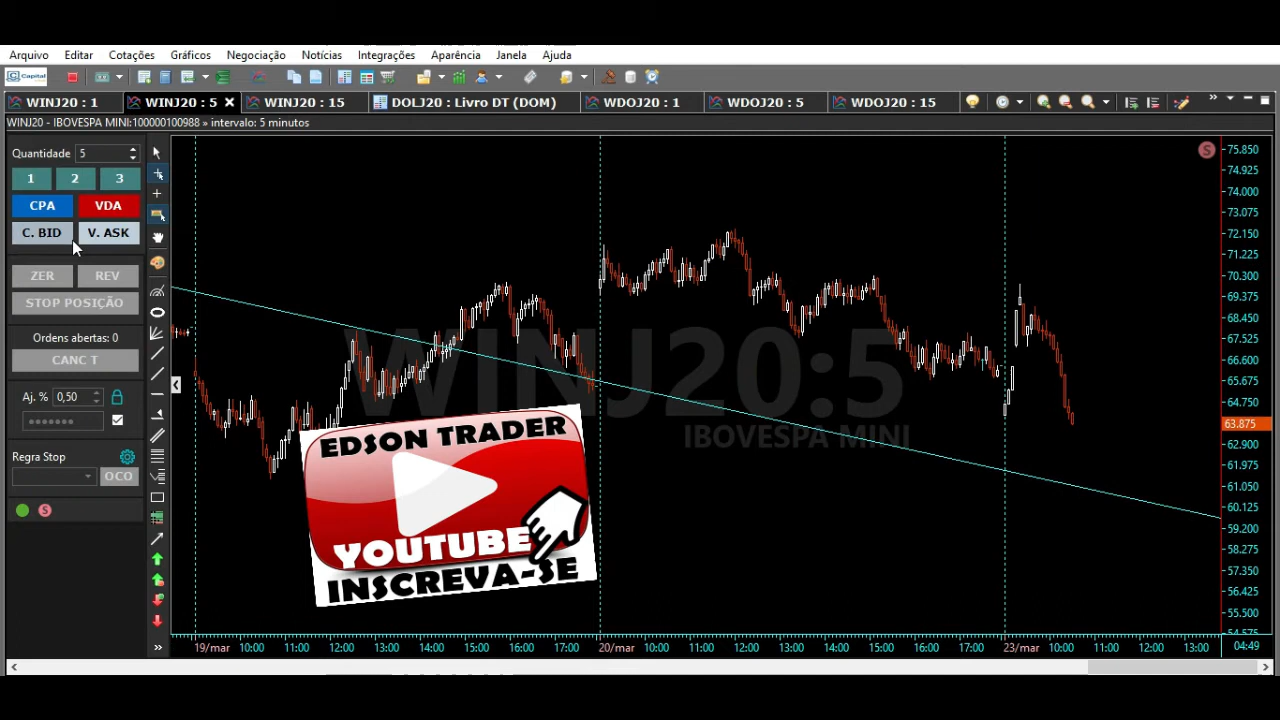 Arquivo Editar Cotações Gráficos Negociação Notícias Integrações Aparência Janela Ajuda
Capital
WINJ20 : 1 WINJ20 : 5 WINJ20 : 15 DOLJ20 : Livro DT (DOM) WDOJ20 : 1 WDOJ20 : 5 WDOJ20 : 15
WINJ20 - IBOVESPA MINI:100000100988 » intervalo: 5 minutos
Quantidade 5
1 2 3
CPA VDA
C. BID V. ASK
ZER REV
STOP POSIÇÃO
Ordens abertas: 0
CANC T
Aj. % 0,50
Regra Stop
OCO
S
S
WINJ20:5
IBOVESPA MINI
EDSON TRADER
YOUTUBE
INSCREVA-SE
75.850
74.925
74.000
73.075
72.150
71.225
70.300
69.375
68.450
67.525
66.600
65.675
64.750
63.875
62.900
61.975
61.050
60.125
59.200
58.275
57.350
56.425
55.500
54.575
19/mar 10:00 11:00 12:00 13:00 14:00 15:00 16:00 17:00 20/mar 10:00 11:00 12:00 13:00 14:00 15:00 16:00 17:00 23/mar 10:00 11:00 12:00 13:00 04:49